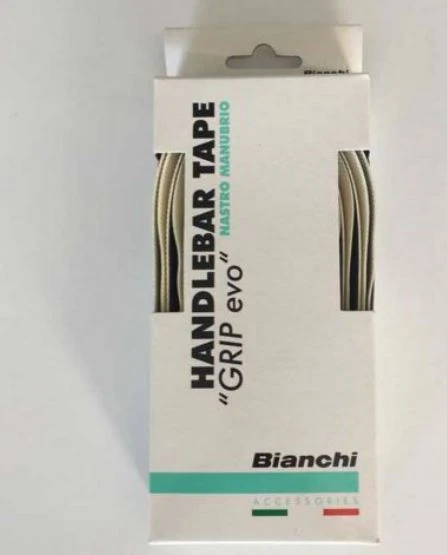 Bianchi
HANDLEBAR TAPE
NASTRO MANUBRIO
“GRIP evo“
Bianchi
ACCESSORIES